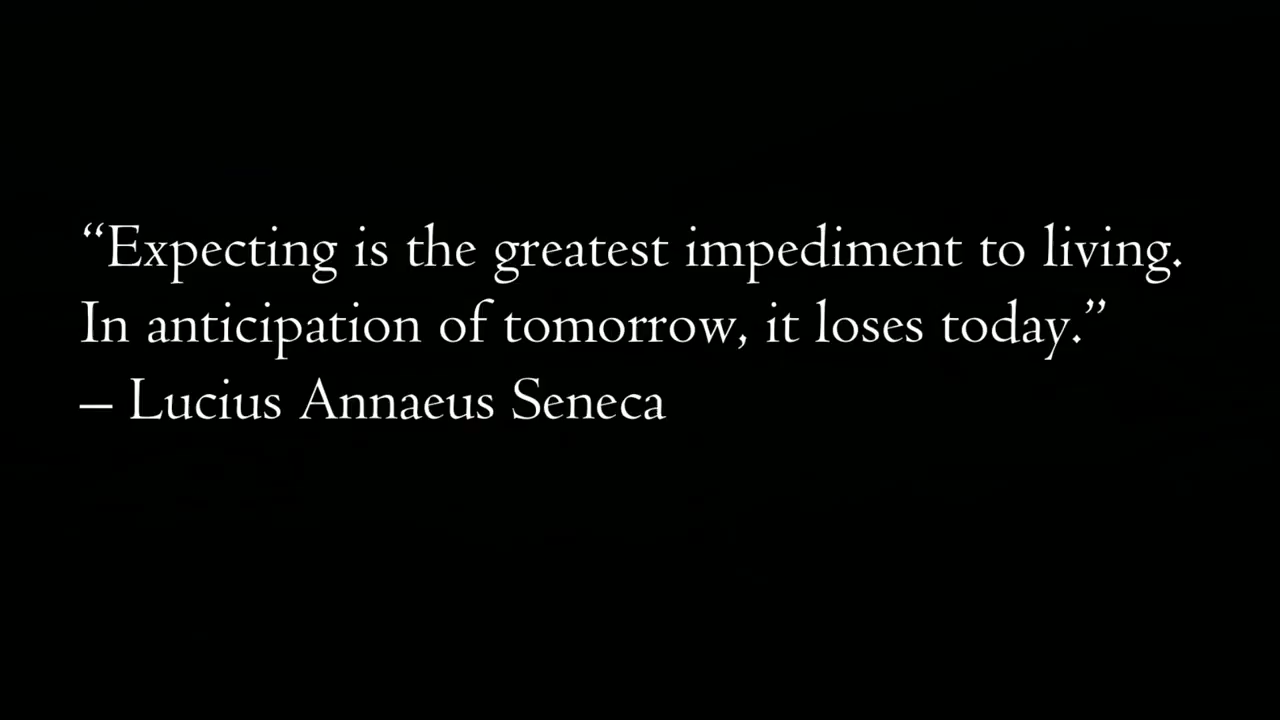 “Expecting is the greatest impediment to living.
In anticipation of tomorrow, it loses today.”
– Lucius Annaeus Seneca